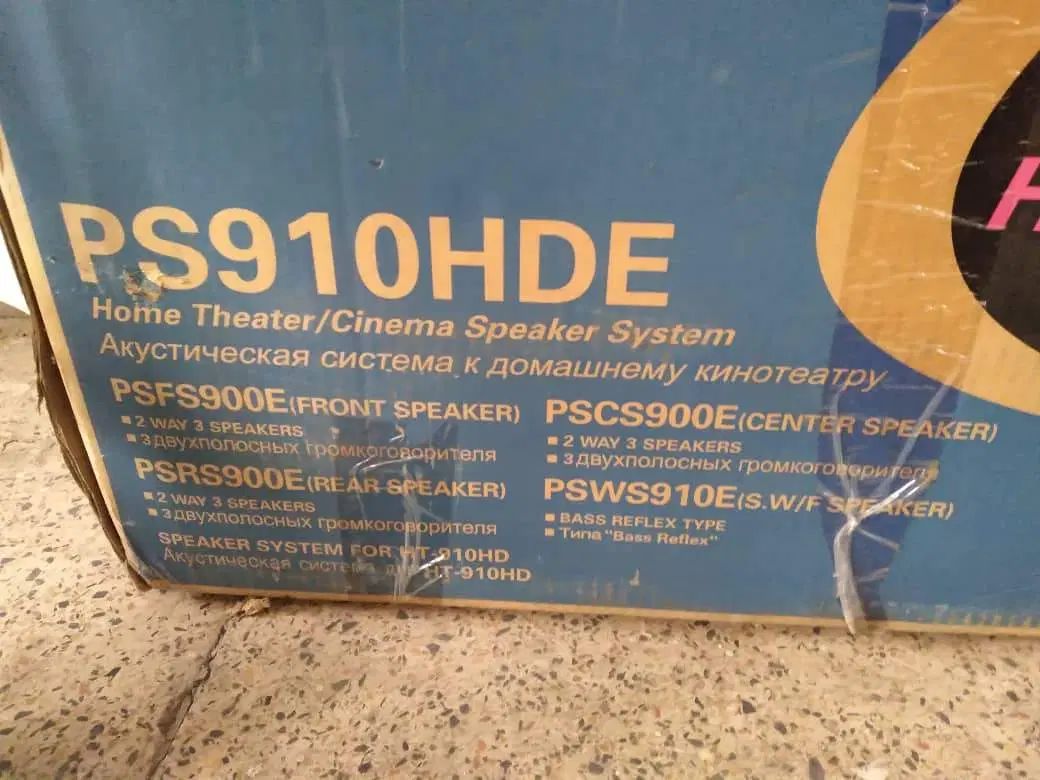 PS910HDE
Home Theater/Cinema Speaker System
Акустическая система к домашнему кинотеатру
PSFS900E(FRONT SPEAKER)
▪ 2 WAY 3 SPEAKERS
▪ 3 двухполосных громкоговорителя
PSRS900E(REAR SPEAKER)
▪ 2 WAY 3 SPEAKERS
▪ 3 двухполосных громкоговорителя
SPEAKER SYSTEM FOR HT-910HD
Акустическая система для HT-910HD
PSCS900E(CENTER SPEAKER)
▪ 2 WAY 3 SPEAKERS
▪ 3 двухполосных громкоговорителя
PSWS910E(S.W/F SPEAKER)
▪ BASS REFLEX TYPE
▪ Типа "Bass Reflex"
H